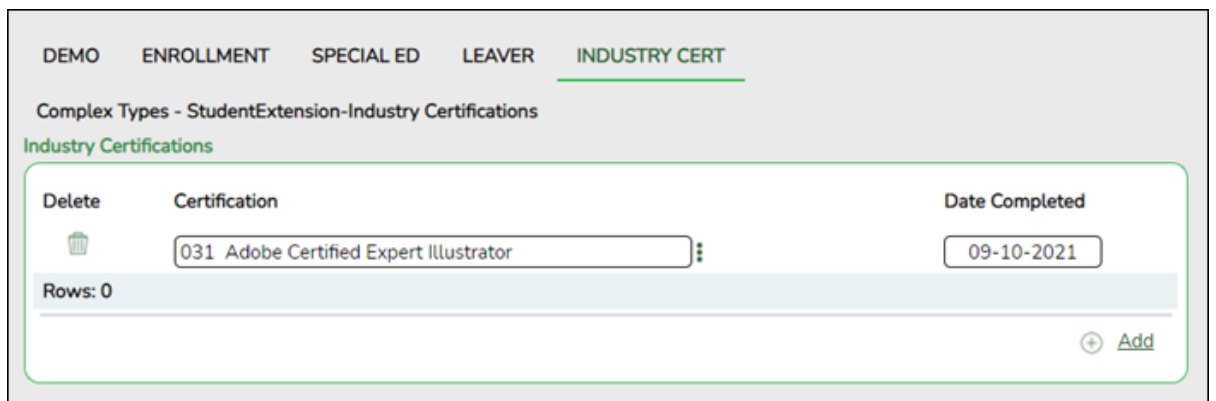 DEMO ENROLLMENT SPECIAL ED LEAVER INDUSTRY CERT
Complex Types - StudentExtension-Industry Certifications
Industry Certifications
Delete Certification Date Completed
031 Adobe Certified Expert Illustrator 09-10-2021
Rows: 0
Add